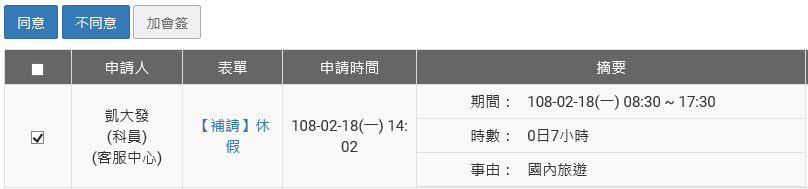 同意 不同意 加會簽
申請人 表單 申請時間 摘要
凱大發
(科員)
(客服中心)
【補請】休
假
108-02-18(一) 14:
02
期間： 108-02-18(一) 08:30 ~ 17:30
時數： 0日7小時
事由： 國內旅遊